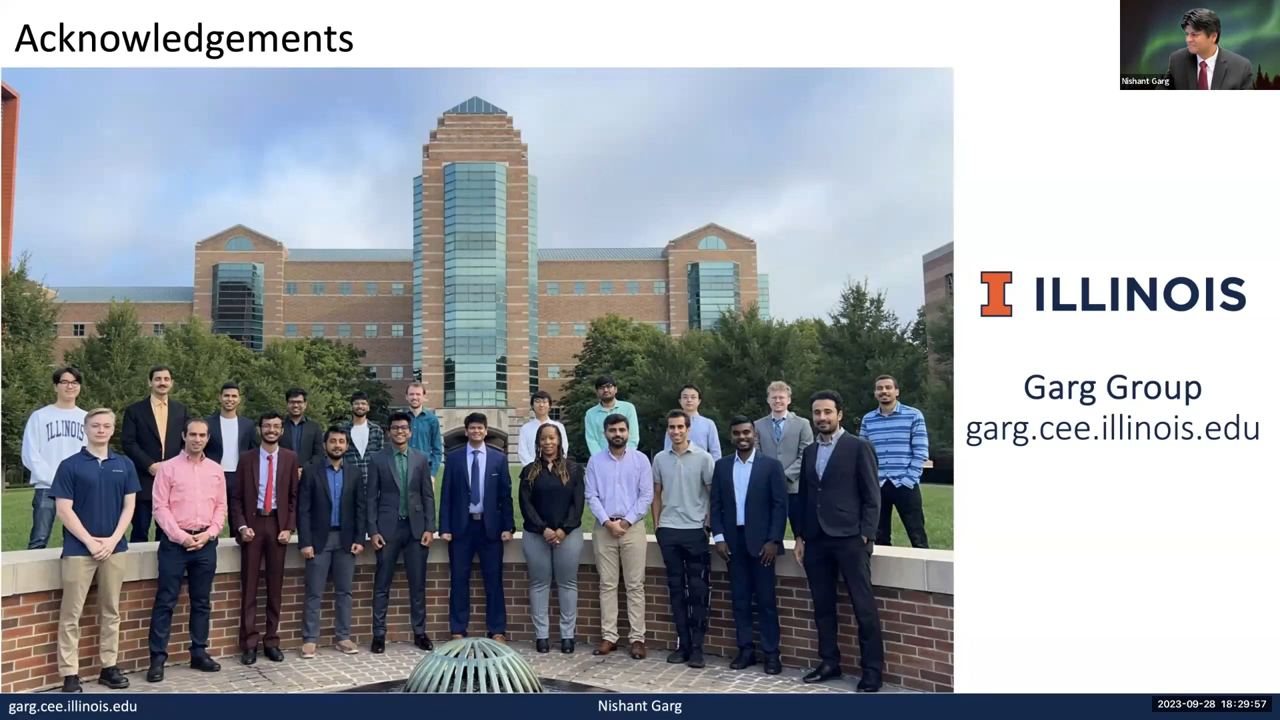 Acknowledgements
Nishant Garg
ILLINOIS
I ILLINOIS
Garg Group
garg.cee.illinois.edu
garg.cee.illinois.edu
Nishant Garg
2023-09-28 18:29:57